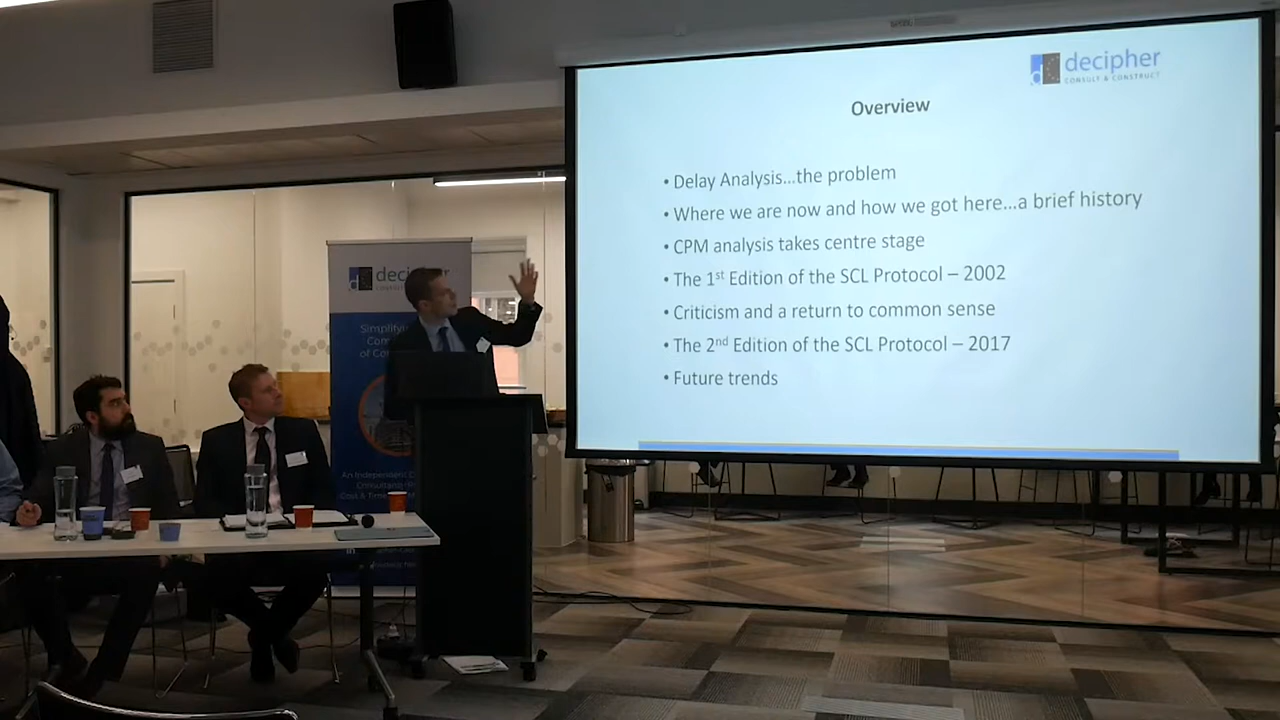 decipher
CONSULT & CONSTRUCT
Overview
• Delay Analysis...the problem
• Where we are now and how we got here...a brief history
• CPM analysis takes centre stage
• The 1st Edition of the SCL Protocol – 2002
• Criticism and a return to common sense
• The 2nd Edition of the SCL Protocol – 2017
• Future trends
An Independent